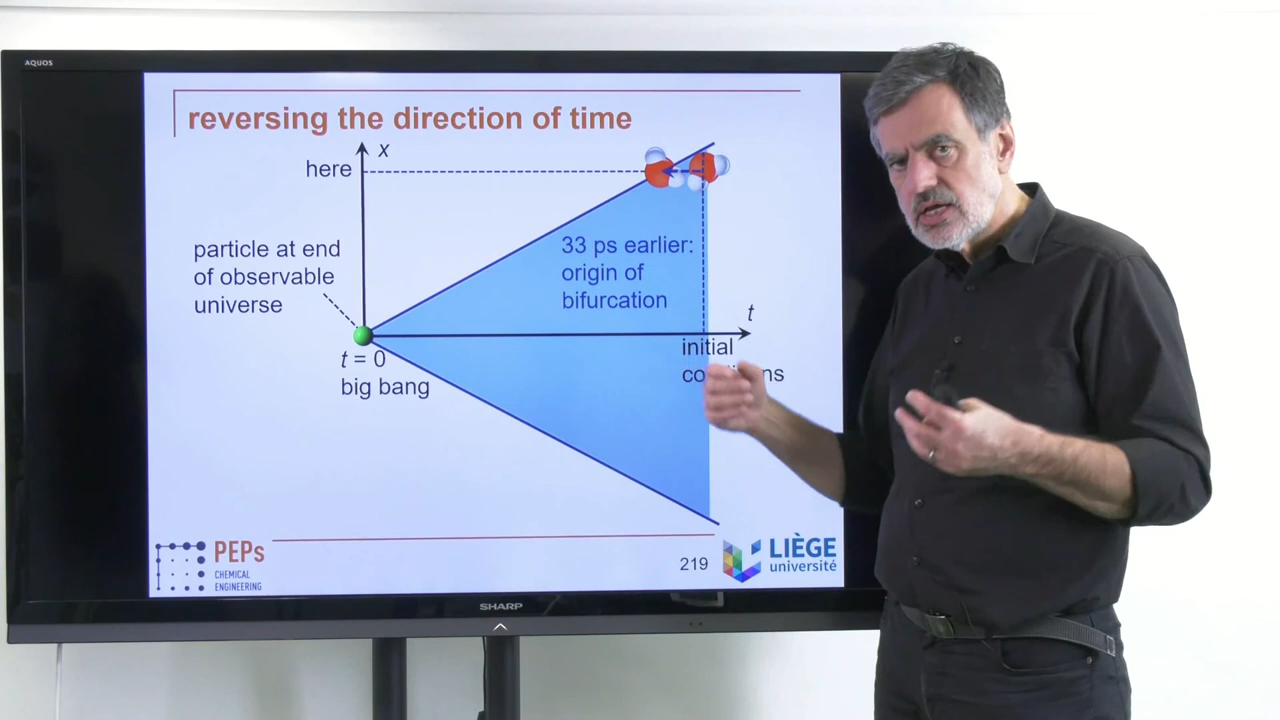 AQUOS
reversing the direction of time
x
here
particle at end
of observable
universe
33 ps earlier:
origin of
bifurcation
t
initial
t = 0
big bang
PEPs
CHEMICAL
ENGINEERING
219
LIÈGE
université
SHARP